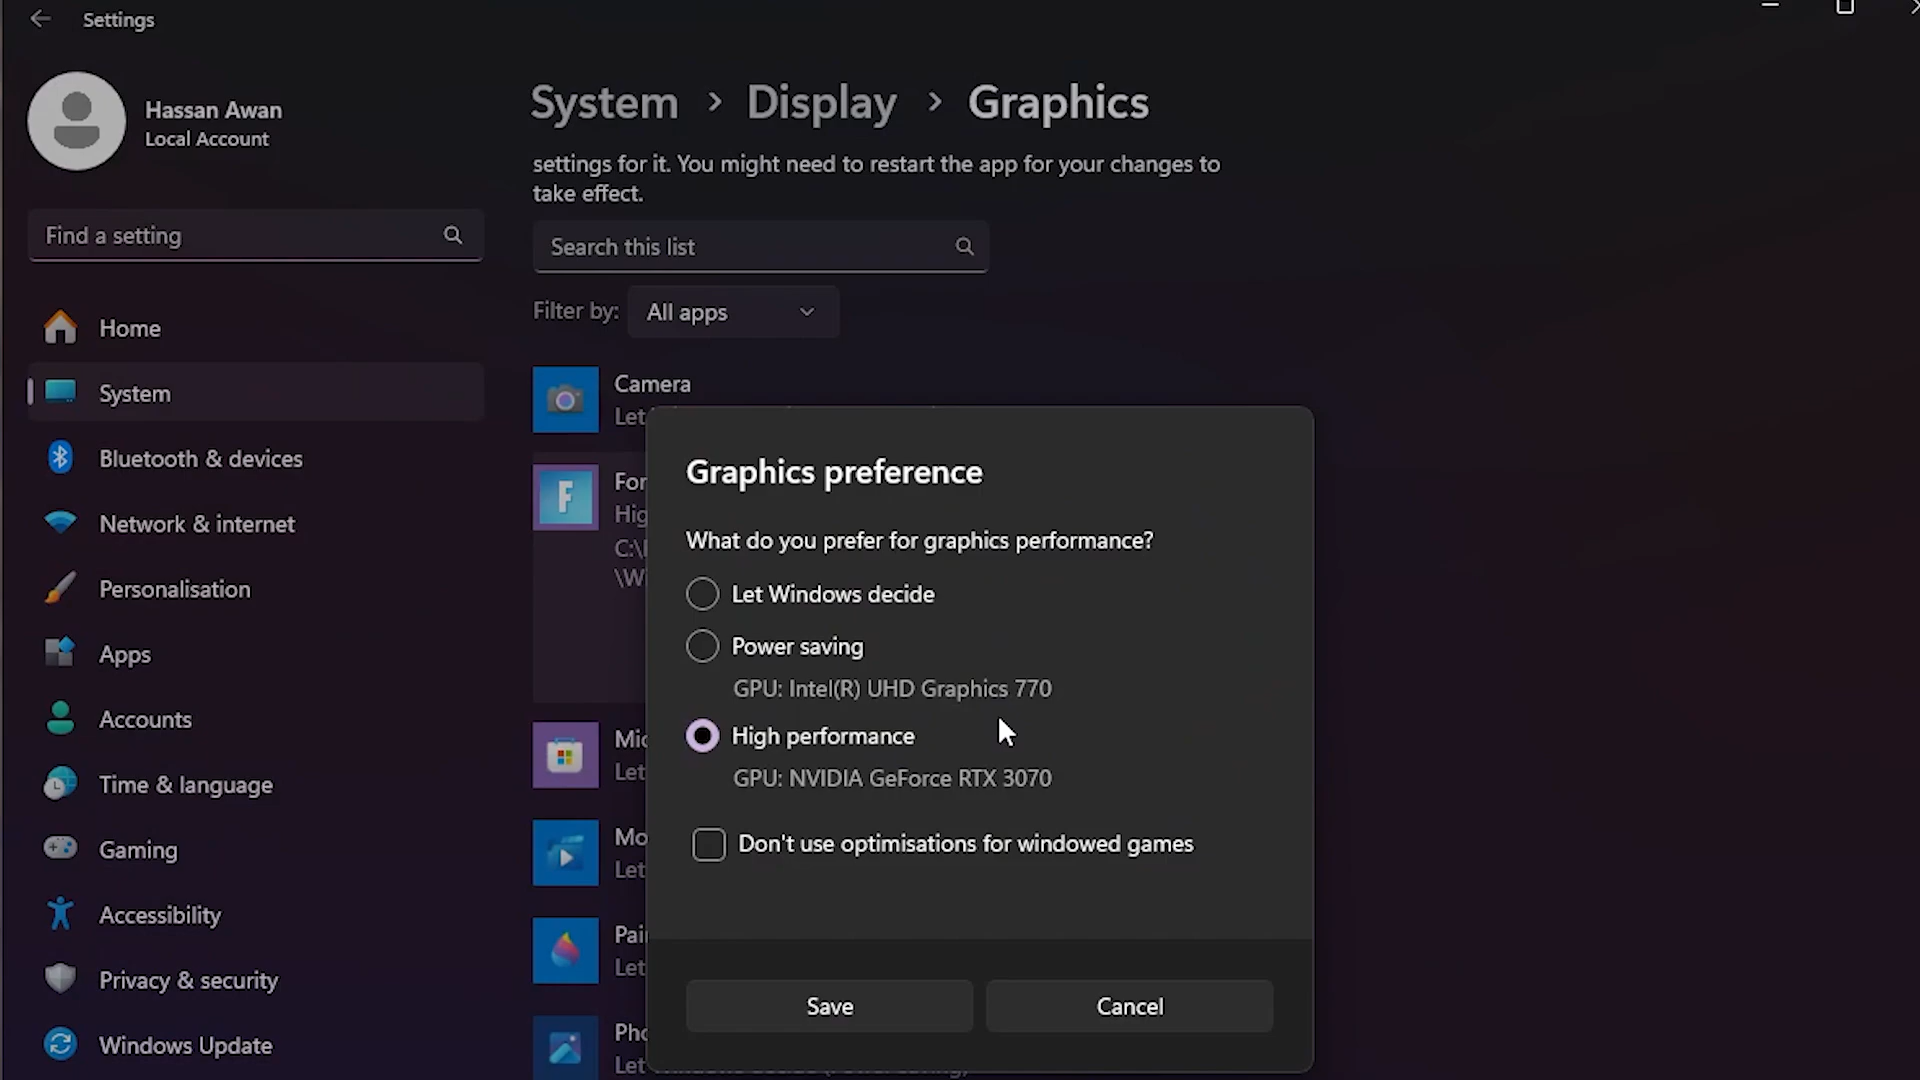 Settings
Hassan Awan
Local Account
Find a setting
Home
System
Bluetooth & devices
Network & internet
Personalisation
Apps
Accounts
Time & language
Gaming
Accessibility
Privacy & security
Windows Update
System > Display > Graphics
settings for it. You might need to restart the app for your changes to
take effect.
Search this list
Filter by: All apps
Camera
Let
F For
Hig
C:\
\Wi
Mic
Let
Mo
Let
Pai
Let
Pho
Let
Graphics preference
What do you prefer for graphics performance?
Let Windows decide
Power saving
GPU: Intel(R) UHD Graphics 770
High performance
GPU: NVIDIA GeForce RTX 3070
Don't use optimisations for windowed games
Save Cancel